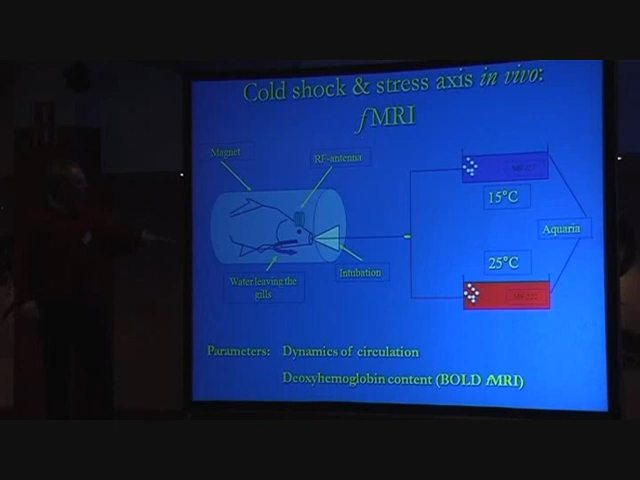 Cold shock & stress axis in vivo:
fMRI
Magnet
RF-antenna
15°C
Aquaria
25°C
Intubation
Water leaving the
gills
Parameters: Dynamics of circulation
Deoxyhemoglobin content (BOLD fMRI)